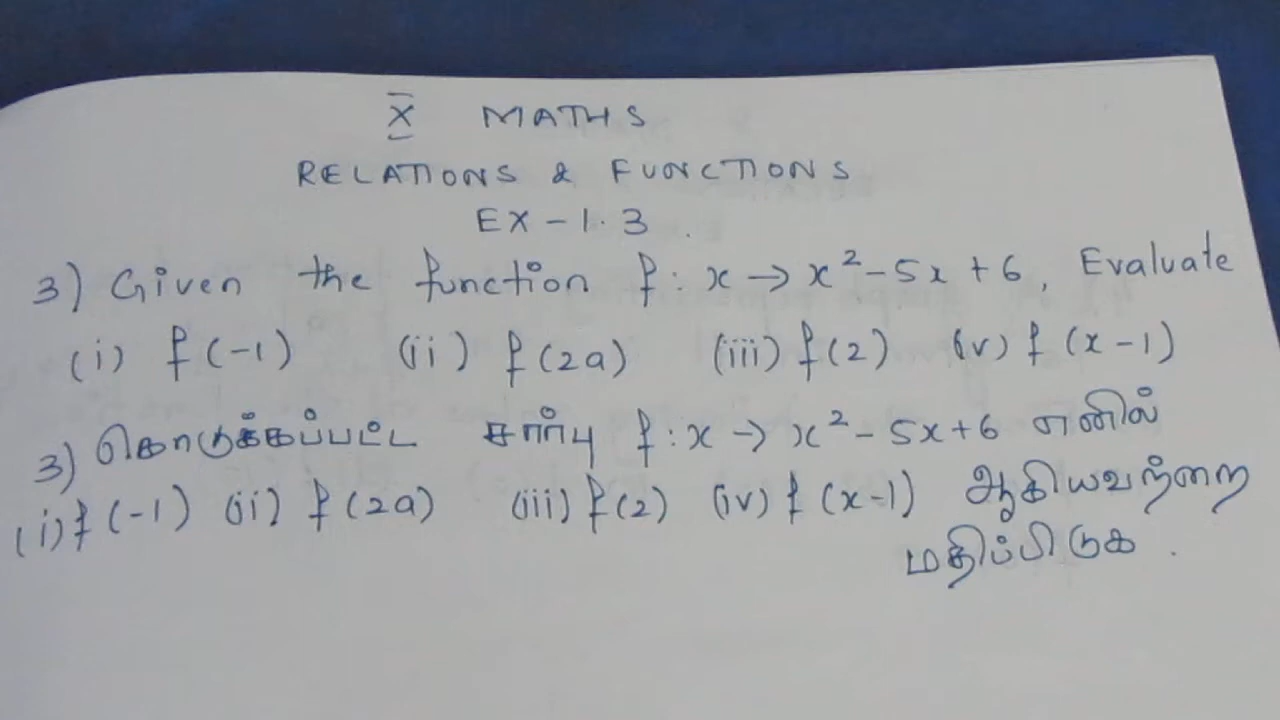 X MATHS
RELATIONS & FUNCTIONS
EX - 1.3.
3) Given the function f: x → x² - 5x + 6, Evaluate
(i) f(-1) (ii) f(2a) (iii) f(2) (iv) f(x-1)
3) கொடுக்கப்பட்ட சார்பு f: x → x² - 5x + 6 எனில்
(i) f(-1) (ii) f(2a) (iii) f(2) (iv) f(x-1) ஆகியவற்றை
மதிப்பிடுக.